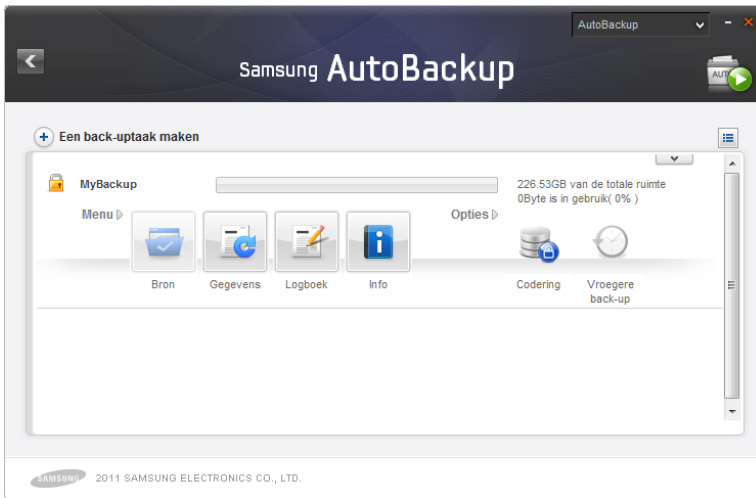 AutoBackup
Samsung AutoBackup
AUTO
Een back-uptaak maken
MyBackup
226.53GB van de totale ruimte
0Byte is in gebruik( 0% )
Menu
Opties
Bron
Gegevens
Logboek
Info
Codering
Vroegere
back-up
SAMSUNG
2011 SAMSUNG ELECTRONICS CO., LTD.